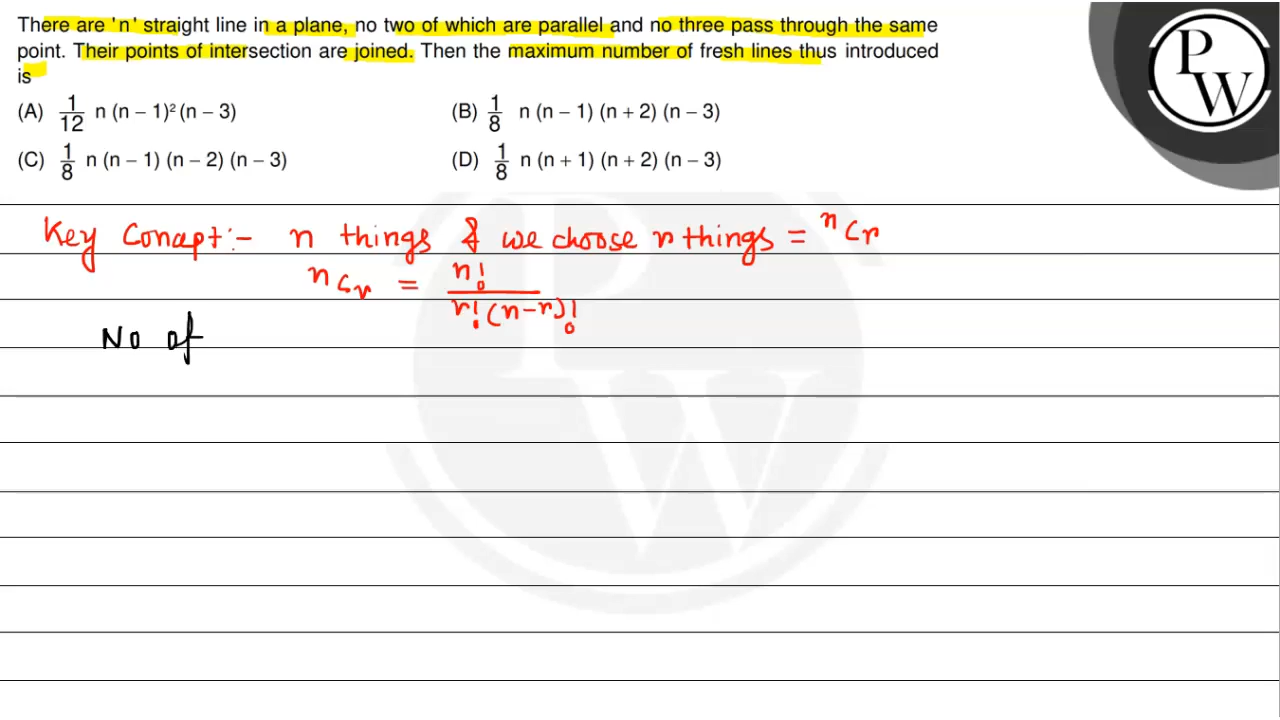 There are 'n' straight line in a plane, no two of which are parallel and no three pass through the same
point. Their points of intersection are joined. Then the maximum number of fresh lines thus introduced
is
(A) 1/12 n (n – 1)² (n – 3)
(B) 1/8 n (n – 1) (n + 2) (n – 3)
(C) 1/8 n (n – 1) (n – 2) (n – 3)
(D) 1/8 n (n + 1) (n + 2) (n – 3)
P
W
Key Concept:- n things & we choose r things = ⁿCr
ⁿCr = n!/r!(n-r)!
No of
P
W